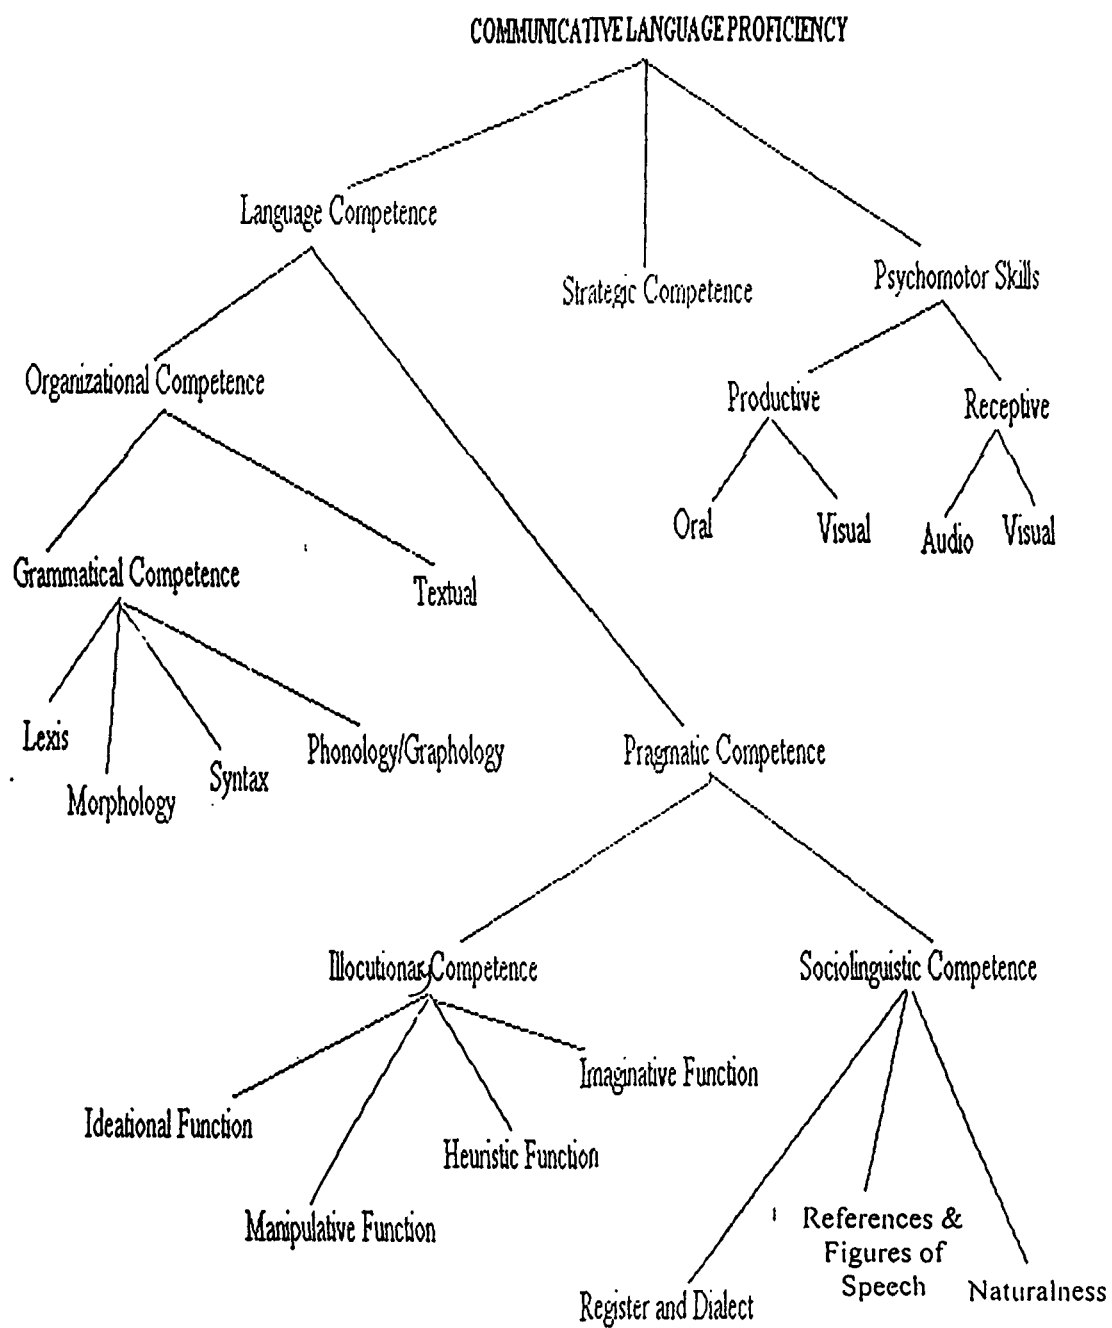 COMMUNICATIVE LANGUAGE PROFICIENCY
Language Competence
Strategic Competence
Psychomotor Skills
Organizational Competence
Productive
Receptive
Oral
Visual
Audio
Visual
Grammatical Competence
Textual
Lexis
Morphology
Syntax
Phonology/Graphology
Pragmatic Competence
Illocutionary Competence
Sociolinguistic Competence
Ideational Function
Manipulative Function
Heuristic Function
Imaginative Function
Register and Dialect
References &
Figures of
Speech
Naturalness